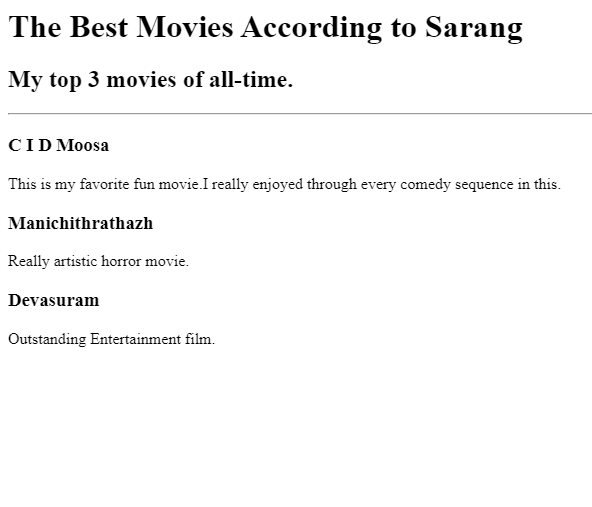 The Best Movies According to Sarang
My top 3 movies of all-time.
C I D Moosa
This is my favorite fun movie.I really enjoyed through every comedy sequence in this.
Manichithrathazh
Really artistic horror movie.
Devasuram
Outstanding Entertainment film.